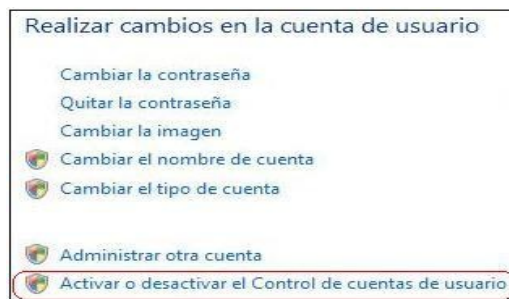 Realizar cambios en la cuenta de usuario
Cambiar la contraseña
Quitar la contraseña
Cambiar la imagen
Cambiar el nombre de cuenta
Cambiar el tipo de cuenta
Administrar otra cuenta
Activar o desactivar el Control de cuentas de usuario